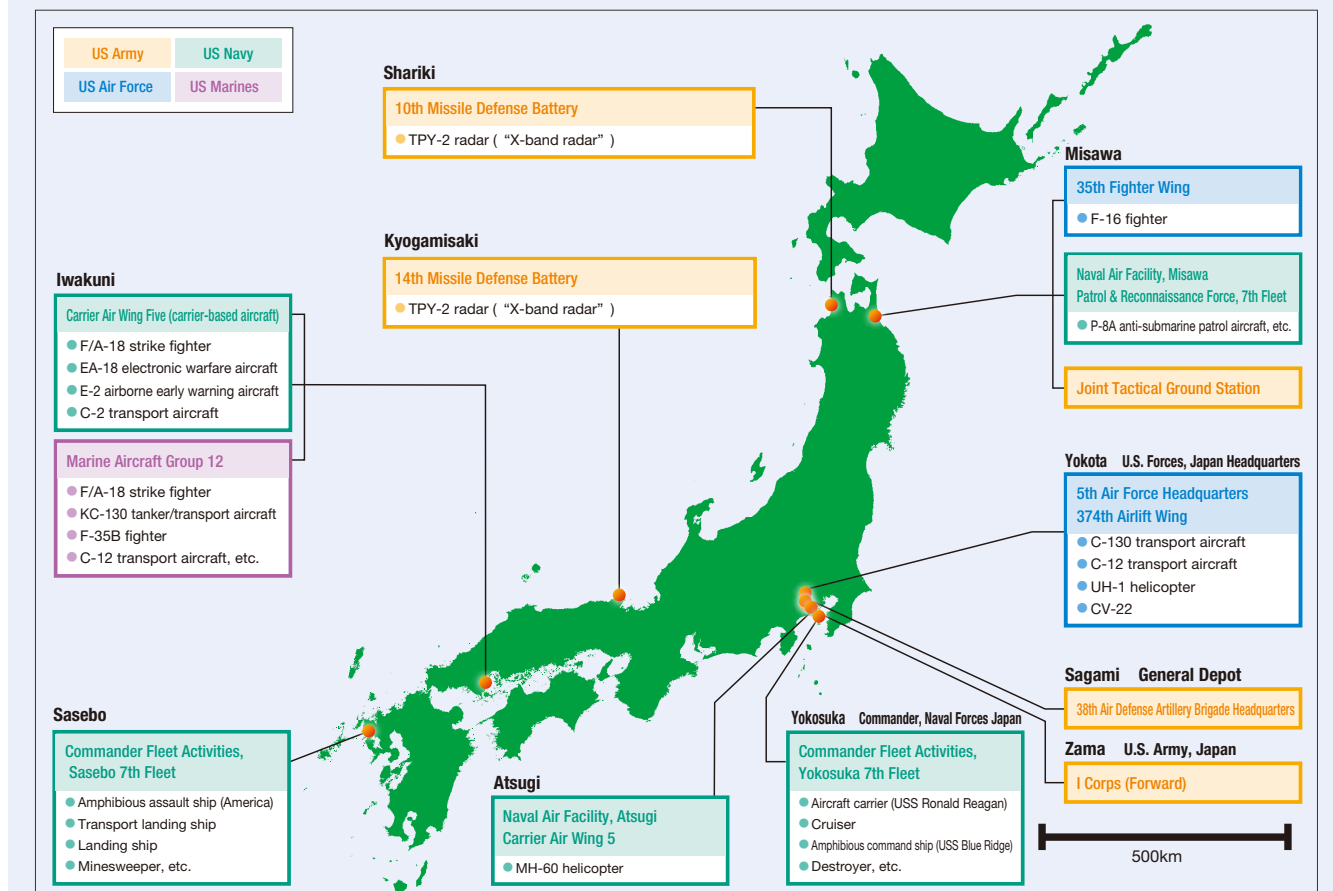 US Army
US Navy
US Air Force
US Marines
Shariki
10th Missile Defense Battery
TPY-2 radar ( “X-band radar” )
Kyogamisaki
14th Missile Defense Battery
TPY-2 radar ( “X-band radar” )
Iwakuni
Carrier Air Wing Five (carrier-based aircraft)
F/A-18 strike fighter
EA-18 electronic warfare aircraft
E-2 airborne early warning aircraft
C-2 transport aircraft
Marine Aircraft Group 12
F/A-18 strike fighter
KC-130 tanker/transport aircraft
F-35B fighter
C-12 transport aircraft, etc.
Sasebo
Commander Fleet Activities,
Sasebo 7th Fleet
Amphibious assault ship (America)
Transport landing ship
Landing ship
Minesweeper, etc.
Atsugi
Naval Air Facility, Atsugi
Carrier Air Wing 5
MH-60 helicopter
Yokosuka Commander, Naval Forces Japan
Commander Fleet Activities,
Yokosuka 7th Fleet
Aircraft carrier (USS Ronald Reagan)
Cruiser
Amphibious command ship (USS Blue Ridge)
Destroyer, etc.
Misawa
35th Fighter Wing
F-16 fighter
Naval Air Facility, Misawa
Patrol & Reconnaissance Force, 7th Fleet
P-8A anti-submarine patrol aircraft, etc.
Joint Tactical Ground Station
Yokota U.S. Forces, Japan Headquarters
5th Air Force Headquarters
374th Airlift Wing
C-130 transport aircraft
C-12 transport aircraft
UH-1 helicopter
CV-22
Sagami General Depot
38th Air Defense Artillery Brigade Headquarters
Zama U.S. Army, Japan
I Corps (Forward)
500km